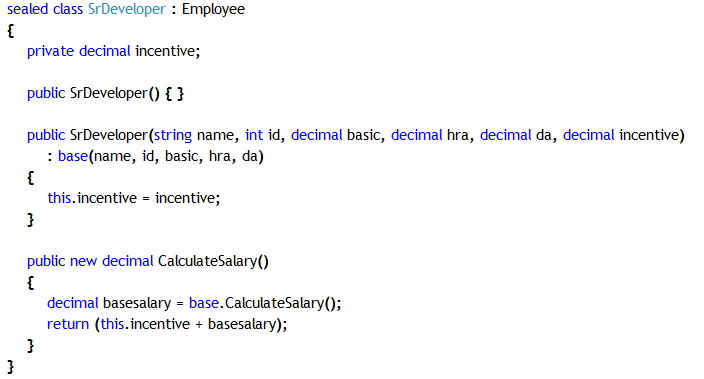 sealed class SrDeveloper : Employee
{
private decimal incentive;
public SrDeveloper() { }
public SrDeveloper(string name, int id, decimal basic, decimal hra, decimal da, decimal incentive)
: base(name, id, basic, hra, da)
{
this.incentive = incentive;
}
public new decimal CalculateSalary()
{
decimal basesalary = base.CalculateSalary();
return (this.incentive + basesalary);
}
}